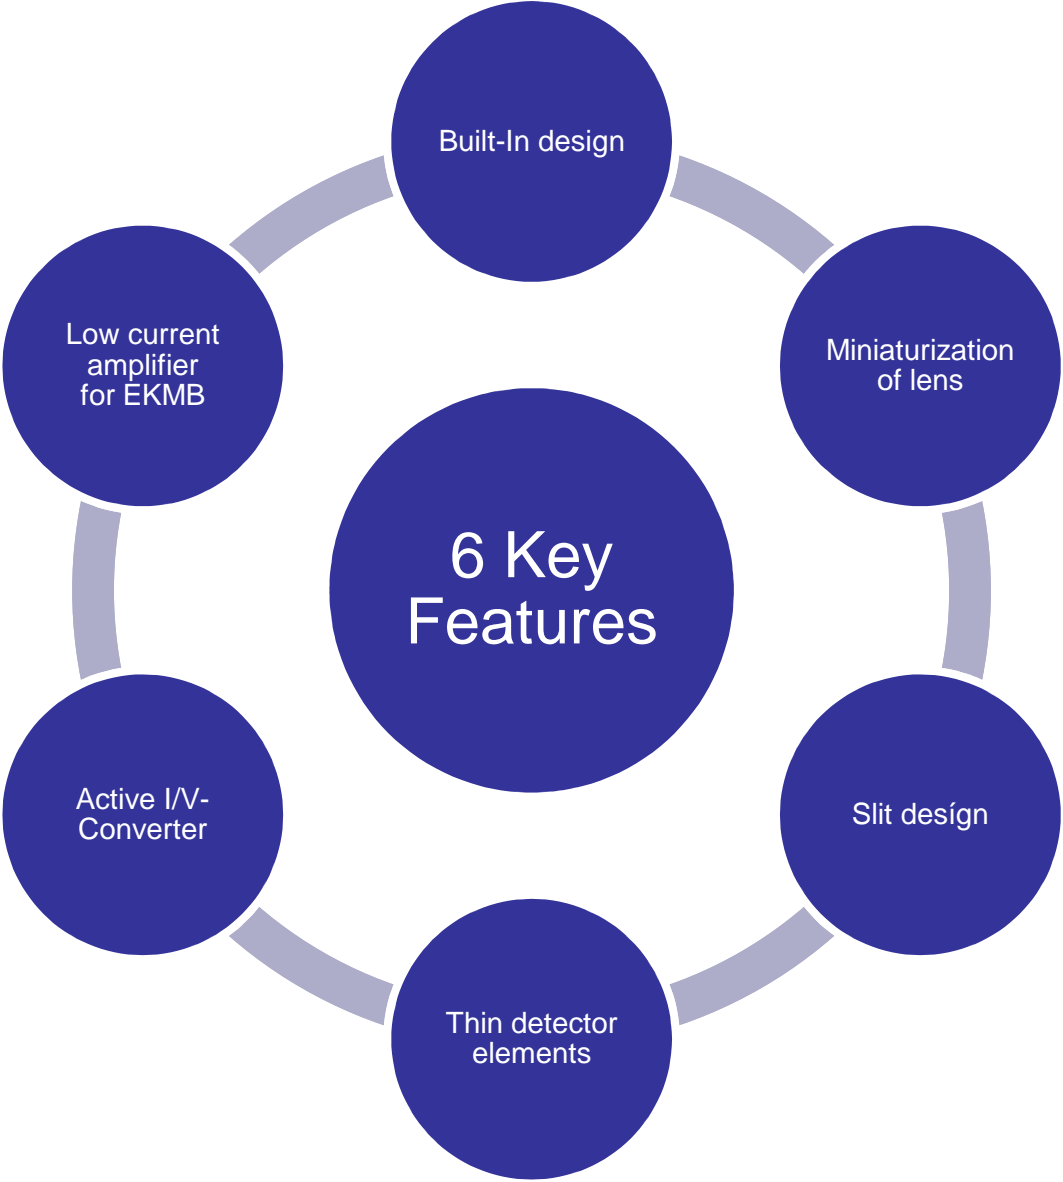 Built-In design
Miniaturization
of lens
Slit desígn
Thin detector
elements
Active I/V-
Converter
Low current
amplifier
for EKMB
6 Key
Features